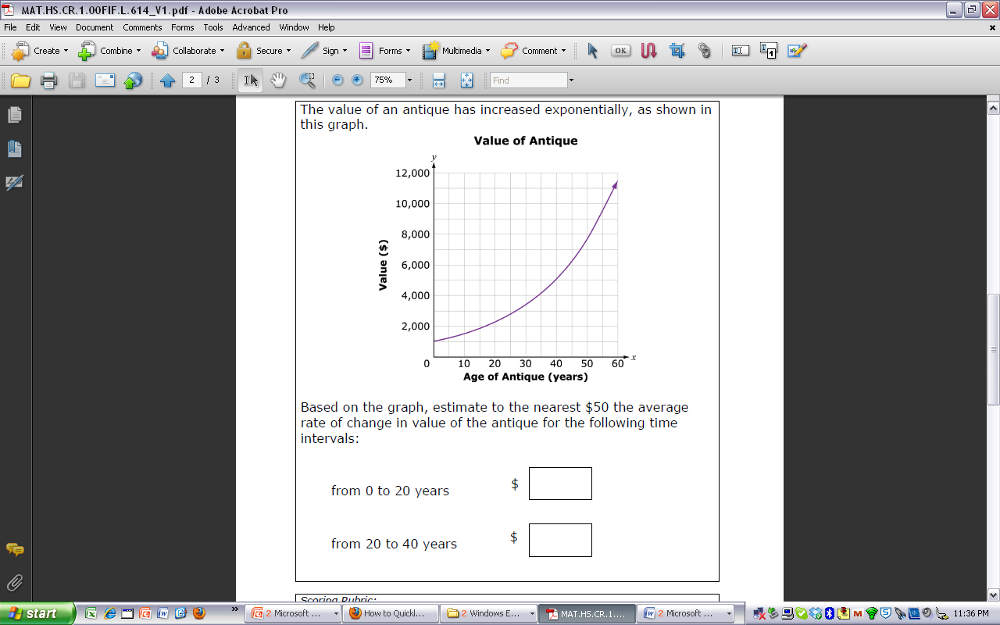 MAT.HS.CR.1.00FIF.L.614_V1.pdf - Adobe Acrobat Pro
File Edit View Document Comments Forms Tools Advanced Window Help
Create Combine Collaborate Secure Sign Forms Multimedia Comment OK
2 / 3 75% Find
The value of an antique has increased exponentially, as shown in
this graph.
Value of Antique
y
12,000
10,000
8,000
6,000
4,000
2,000
Value ($)
0 10 20 30 40 50 60 x
Age of Antique (years)
Based on the graph, estimate to the nearest $50 the average
rate of change in value of the antique for the following time
intervals:
from 0 to 20 years $
from 20 to 40 years $
Scoring Rubric:
start 2 Microsoft ... How to Quickl... 2 Windows E... MAT.HS.CR.1.... 2 Microsoft ... 11:36 PM